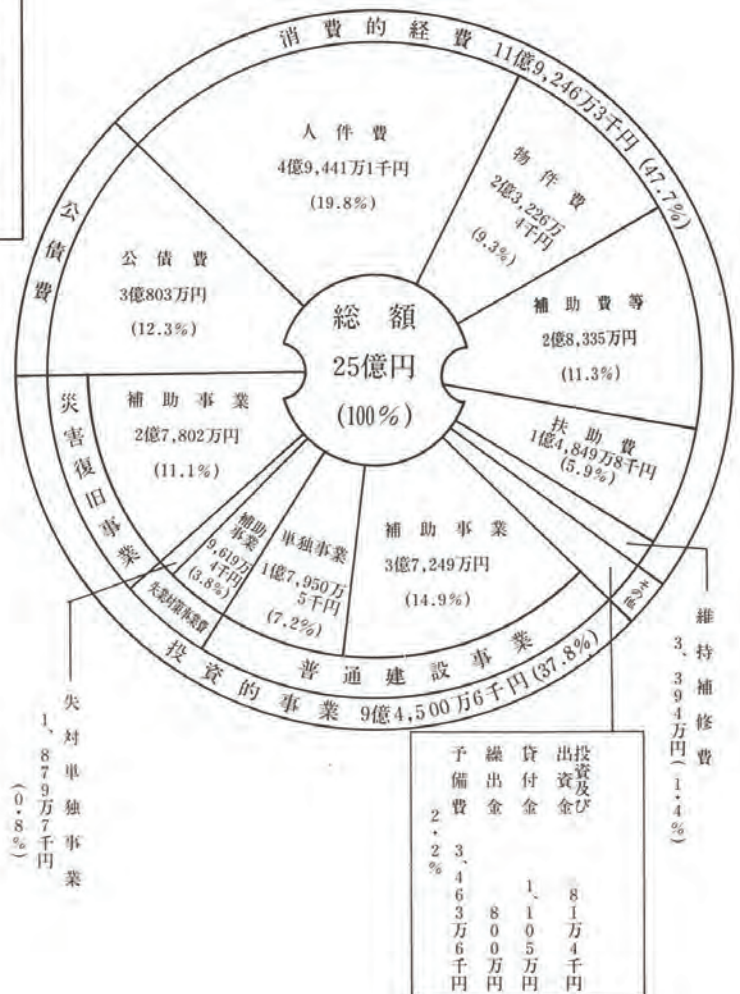 消費的経費 11億9,246万3千円(47.7%)
人件費
4億9,441万1千円
(19.8%)
物件費
2億3,226万
4千円
(9.3%)
補助費等
2億8,335万円
(11.3%)
扶助費
1億4,849万8千円
(5.9%)
その他
維持補修費
3、394万円(1.4%)
公債費
公債費
3億803万円
(12.3%)
総額
25億円
(100%)
災害復旧事業
補助事業
2億7,802万円
(11.1%)
補助
事業
9,619万
4千円
(3.8%)
失業対策事業費
単独事業
1億7,950万
5千円
(7.2%)
補助事業
3億7,249万円
(14.9%)
普通建設事業
投資的事業 9億4,500万6千円(37.8%)
失対単独事業
1、879万7千円
(0.8%)
投資及び
出資金 81万4千円
貸付金 1、105万円
繰出金 800万円
予備費 3、463万6千円
2.2%